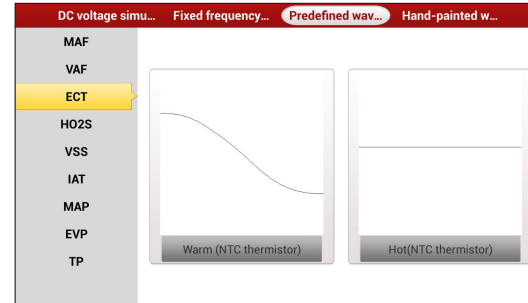 DC voltage simu... Fixed frequency... Predefined wav... Hand-painted w...
MAF
VAF
ECT
HO2S
VSS
IAT
MAP
EVP
TP
Warm (NTC thermistor) Hot(NTC thermistor)